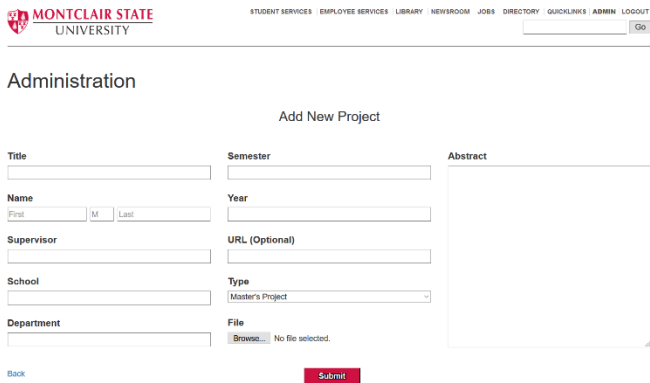 MONTCLAIR STATE
UNIVERSITY
STUDENT SERVICES | EMPLOYEE SERVICES | LIBRARY | NEWSROOM JOBS DIRECTORY QUICKLINKS | ADMIN LOGOUT
Go
Administration
Add New Project
Title
Semester
Abstract
Name
Year
First M Last
Supervisor
URL (Optional)
School
Type
Master's Project
Department
File
Browse... No file selected.
Back
Submit